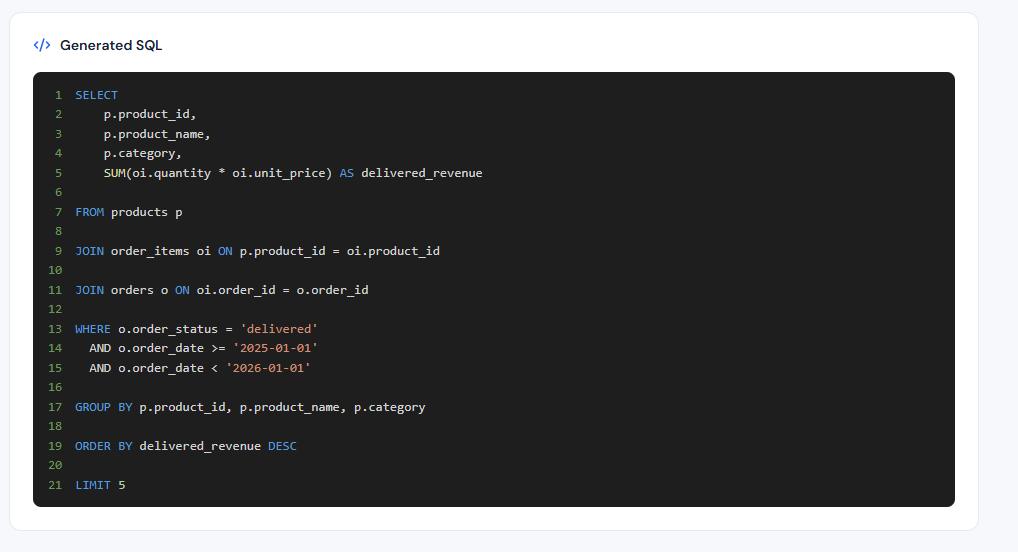 </> Generated SQL
1 SELECT
2     p.product_id,
3     p.product_name,
4     p.category,
5     SUM(oi.quantity * oi.unit_price) AS delivered_revenue
6
7 FROM products p
8
9 JOIN order_items oi ON p.product_id = oi.product_id
10
11 JOIN orders o ON oi.order_id = o.order_id
12
13 WHERE o.order_status = 'delivered'
14   AND o.order_date >= '2025-01-01'
15   AND o.order_date < '2026-01-01'
16
17 GROUP BY p.product_id, p.product_name, p.category
18
19 ORDER BY delivered_revenue DESC
20
21 LIMIT 5